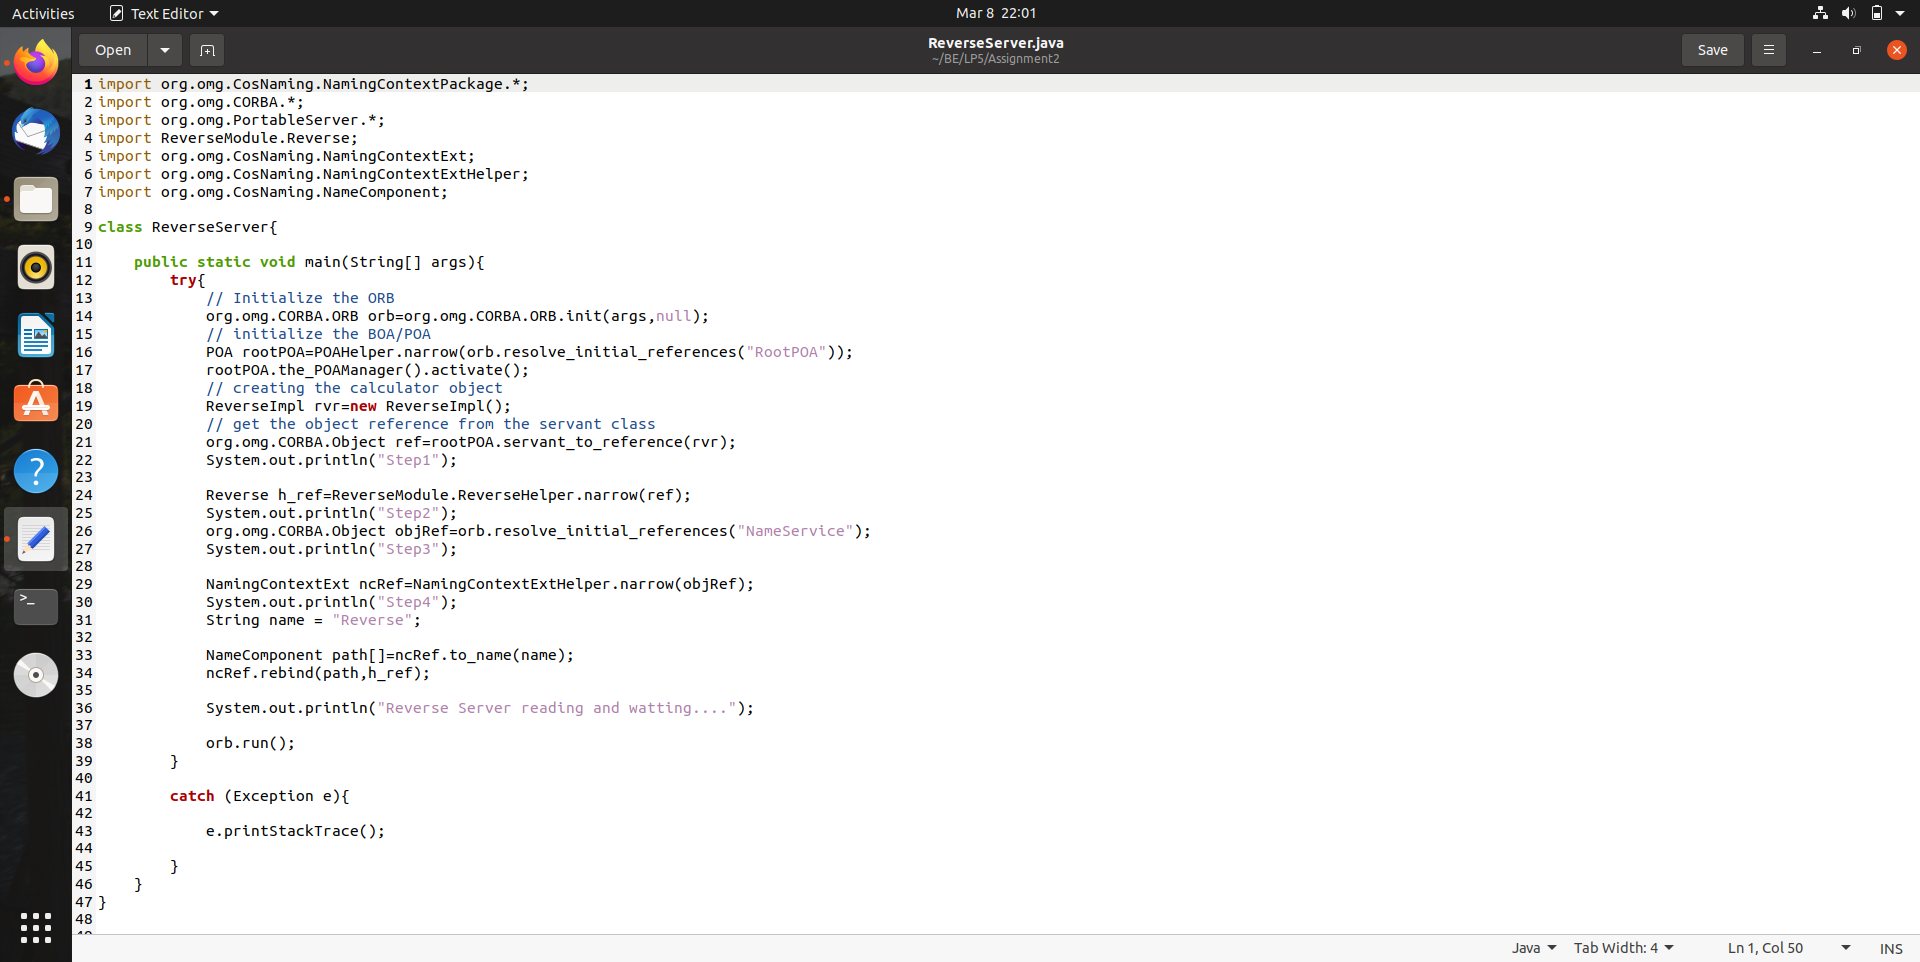 Activities Text Editor Mar 8 22:01
Open ReverseServer.java Save
~/BE/LP5/Assignment2
1 import org.omg.CosNaming.NamingContextPackage.*;
2 import org.omg.CORBA.*;
3 import org.omg.PortableServer.*;
4 import ReverseModule.Reverse;
5 import org.omg.CosNaming.NamingContextExt;
6 import org.omg.CosNaming.NamingContextExtHelper;
7 import org.omg.CosNaming.NameComponent;
8
9 class ReverseServer{
10
11     public static void main(String[] args){
12         try{
13             // Initialize the ORB
14             org.omg.CORBA.ORB orb=org.omg.CORBA.ORB.init(args,null);
15             // initialize the BOA/POA
16             POA rootPOA=POAHelper.narrow(orb.resolve_initial_references("RootPOA"));
17             rootPOA.the_POAManager().activate();
18             // creating the calculator object
19             ReverseImpl rvr=new ReverseImpl();
20             // get the object reference from the servant class
21             org.omg.CORBA.Object ref=rootPOA.servant_to_reference(rvr);
22             System.out.println("Step1");
23
24             Reverse h_ref=ReverseModule.ReverseHelper.narrow(ref);
25             System.out.println("Step2");
26             org.omg.CORBA.Object objRef=orb.resolve_initial_references("NameService");
27             System.out.println("Step3");
28
29             NamingContextExt ncRef=NamingContextExtHelper.narrow(objRef);
30             System.out.println("Step4");
31             String name = "Reverse";
32
33             NameComponent path[]=ncRef.to_name(name);
34             ncRef.rebind(path,h_ref);
35
36             System.out.println("Reverse Server reading and watting....");
37
38             orb.run();
39         }
40
41         catch (Exception e){
42
43             e.printStackTrace();
44
45         }
46     }
47 }
48
Java Tab Width: 4 Ln 1, Col 50 INS